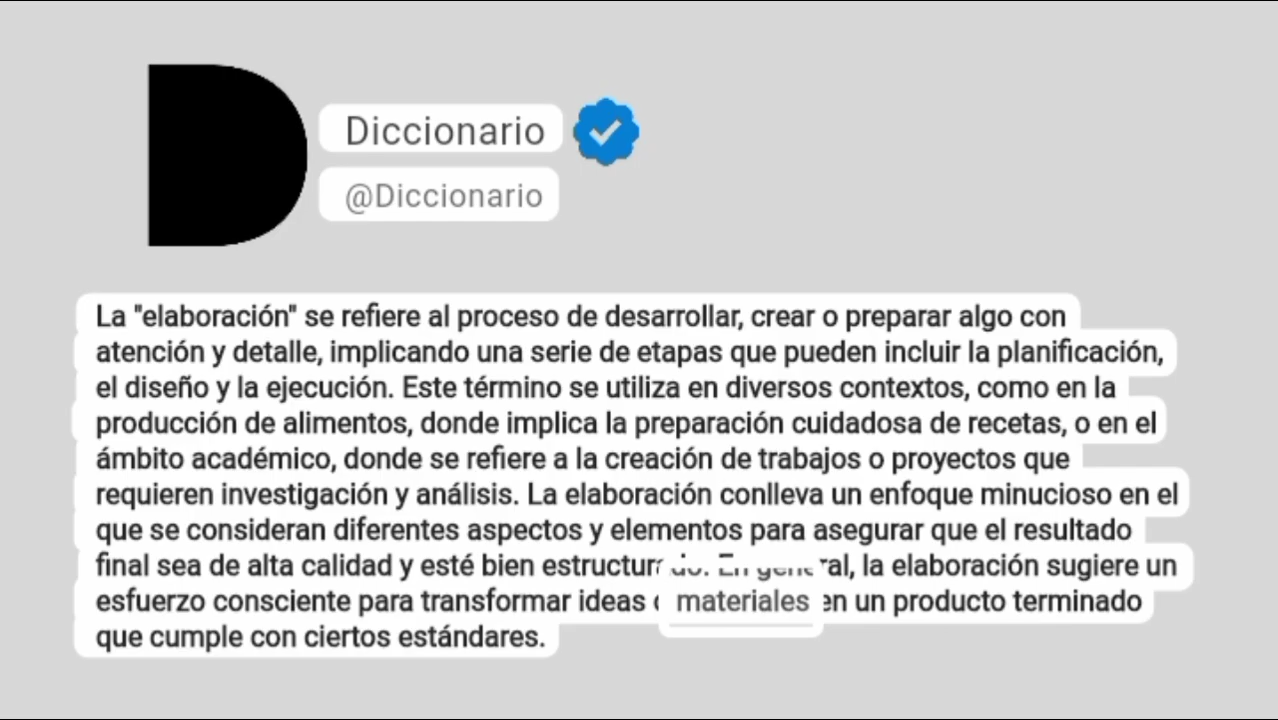 Diccionario
@Diccionario
La "elaboración" se refiere al proceso de desarrollar, crear o preparar algo con
atención y detalle, implicando una serie de etapas que pueden incluir la planificación,
el diseño y la ejecución. Este término se utiliza en diversos contextos, como en la
producción de alimentos, donde implica la preparación cuidadosa de recetas, o en el
ámbito académico, donde se refiere a la creación de trabajos o proyectos que
requieren investigación y análisis. La elaboración conlleva un enfoque minucioso en el
que se consideran diferentes aspectos y elementos para asegurar que el resultado
final sea de alta calidad y esté bien estructurado. En general, la elaboración sugiere un
esfuerzo consciente para transformar ideas o materiales en un producto terminado
que cumple con ciertos estándares.